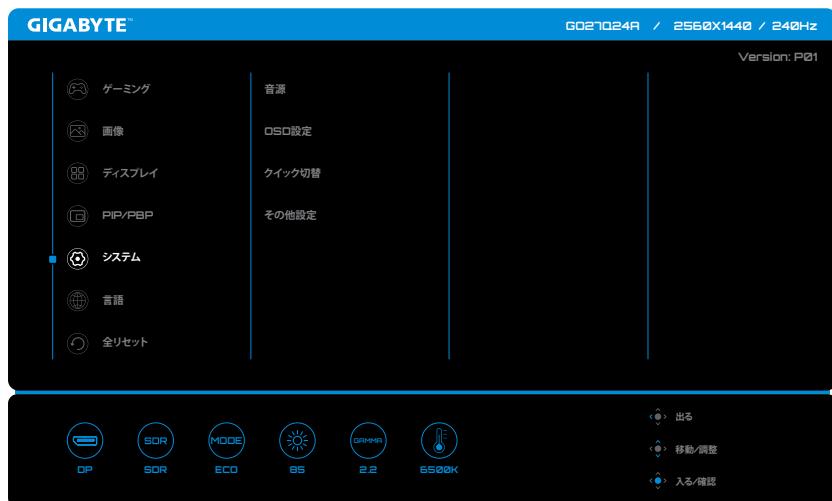 GIGABYTE™
GO27Q24A / 2560X1440 / 240Hz
Version: P01
ゲーミング
画像
ディスプレイ
PIP/PBP
システム
言語
全リセット
音源
OSD設定
クイック切替
その他設定
DP
SDR
SDR
MODE
ECO
85
GAMMA
2.2
6500K
出る
移動/調整
入る/確認